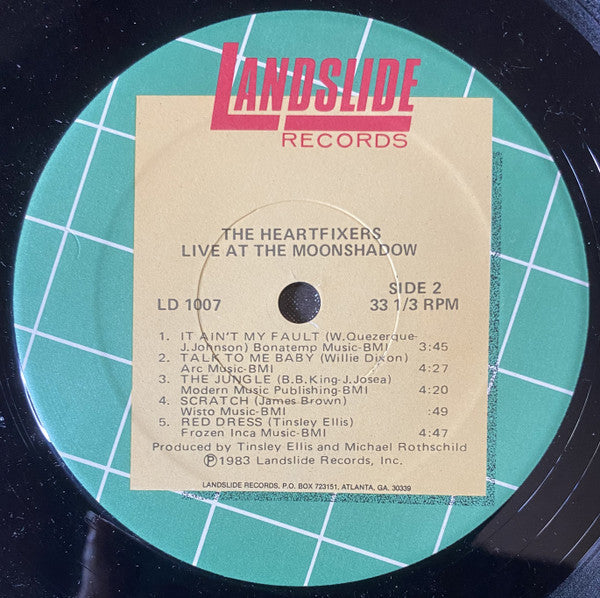 LANDSLIDE
RECORDS
THE HEARTFIXERS
LIVE AT THE MOONSHADOW
SIDE 2
LD 1007 33 1/3 RPM
1. IT AIN'T MY FAULT (W.Quezerque-
J.Johnson) Bonatemp Music-BMI 3:45
2. TALK TO ME BABY (Willie Dixon)
Arc Music-BMI 4:27
3. THE JUNGLE (B.B.King-J.Josea)
Modern Music Publishing-BMI 4:20
4. SCRATCH (James Brown)
Wisto Music-BMI :49
5. RED DRESS (Tinsley Ellis)
Frozen Inca Music-BMI 4:47
Produced by Tinsley Ellis and Michael Rothschild
Ⓟ1983 Landslide Records, Inc.
LANDSLIDE RECORDS, P.O. BOX 723151, ATLANTA, GA. 30339